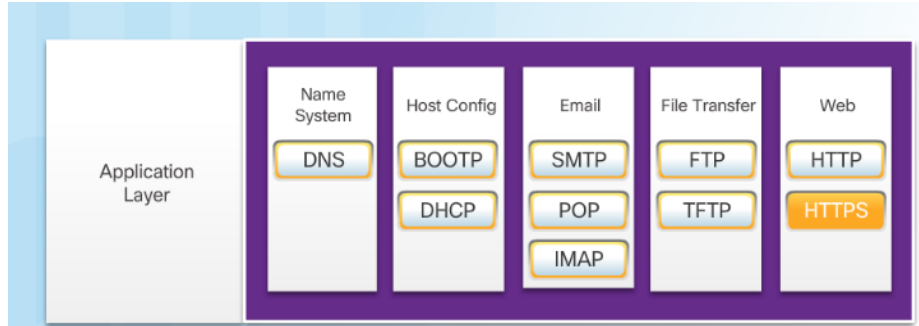 Application
Layer
Name
System
DNS
Host Config
BOOTP
DHCP
Email
SMTP
POP
IMAP
File Transfer
FTP
TFTP
Web
HTTP
HTTPS